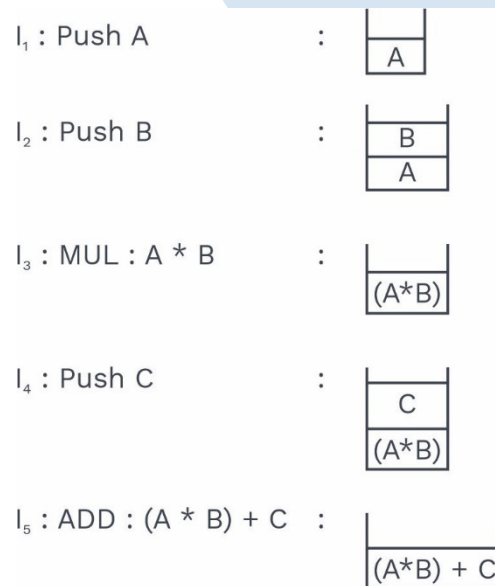 I₁ : Push A :
A
I₂ : Push B :
B
A
I₃ : MUL : A * B :
(A*B)
I₄ : Push C :
C
(A*B)
I₅ : ADD : (A * B) + C :
(A*B) + C